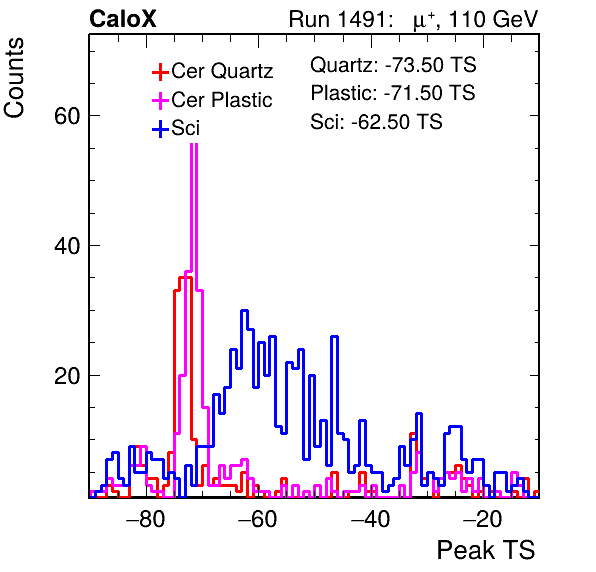 CaloX Run 1491: μ⁺, 110 GeV
Counts
Cer Quartz
Cer Plastic
Sci
Quartz: -73.50 TS
Plastic: -71.50 TS
Sci: -62.50 TS
60
40
20
−80 −60 −40 −20
Peak TS